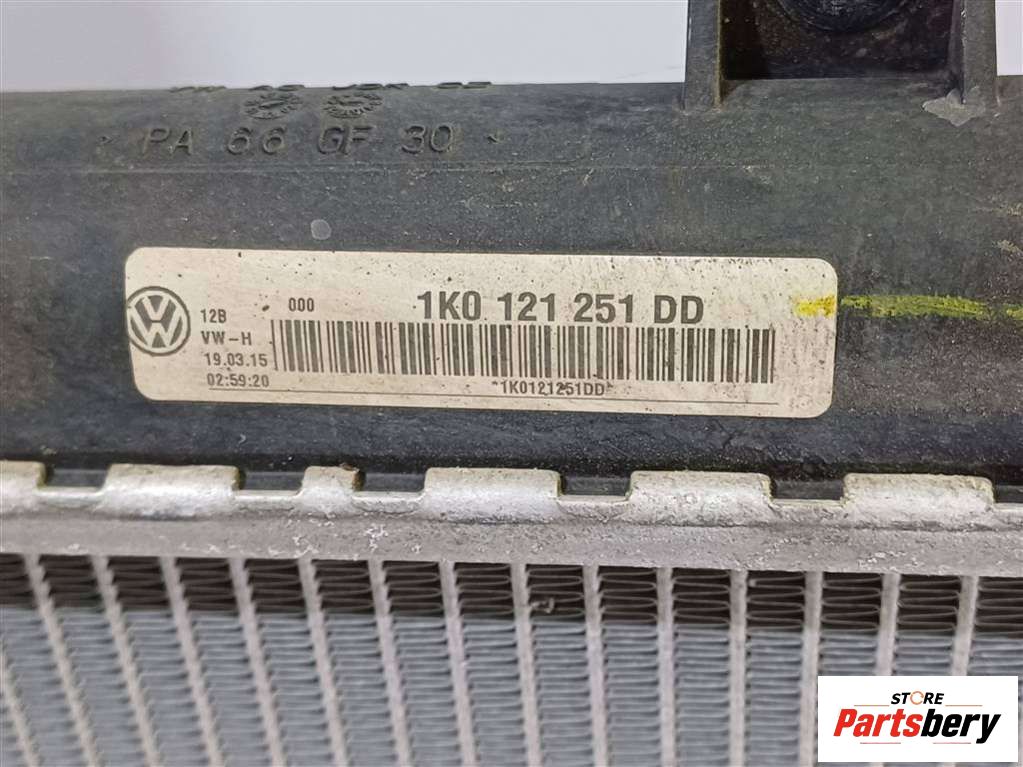 > PA 66 GF 30 <
12B 000 1K0 121 251 DD
VW-H
19.03.15
02:59:20 *1K0121251DD*
STORE
Partsbery